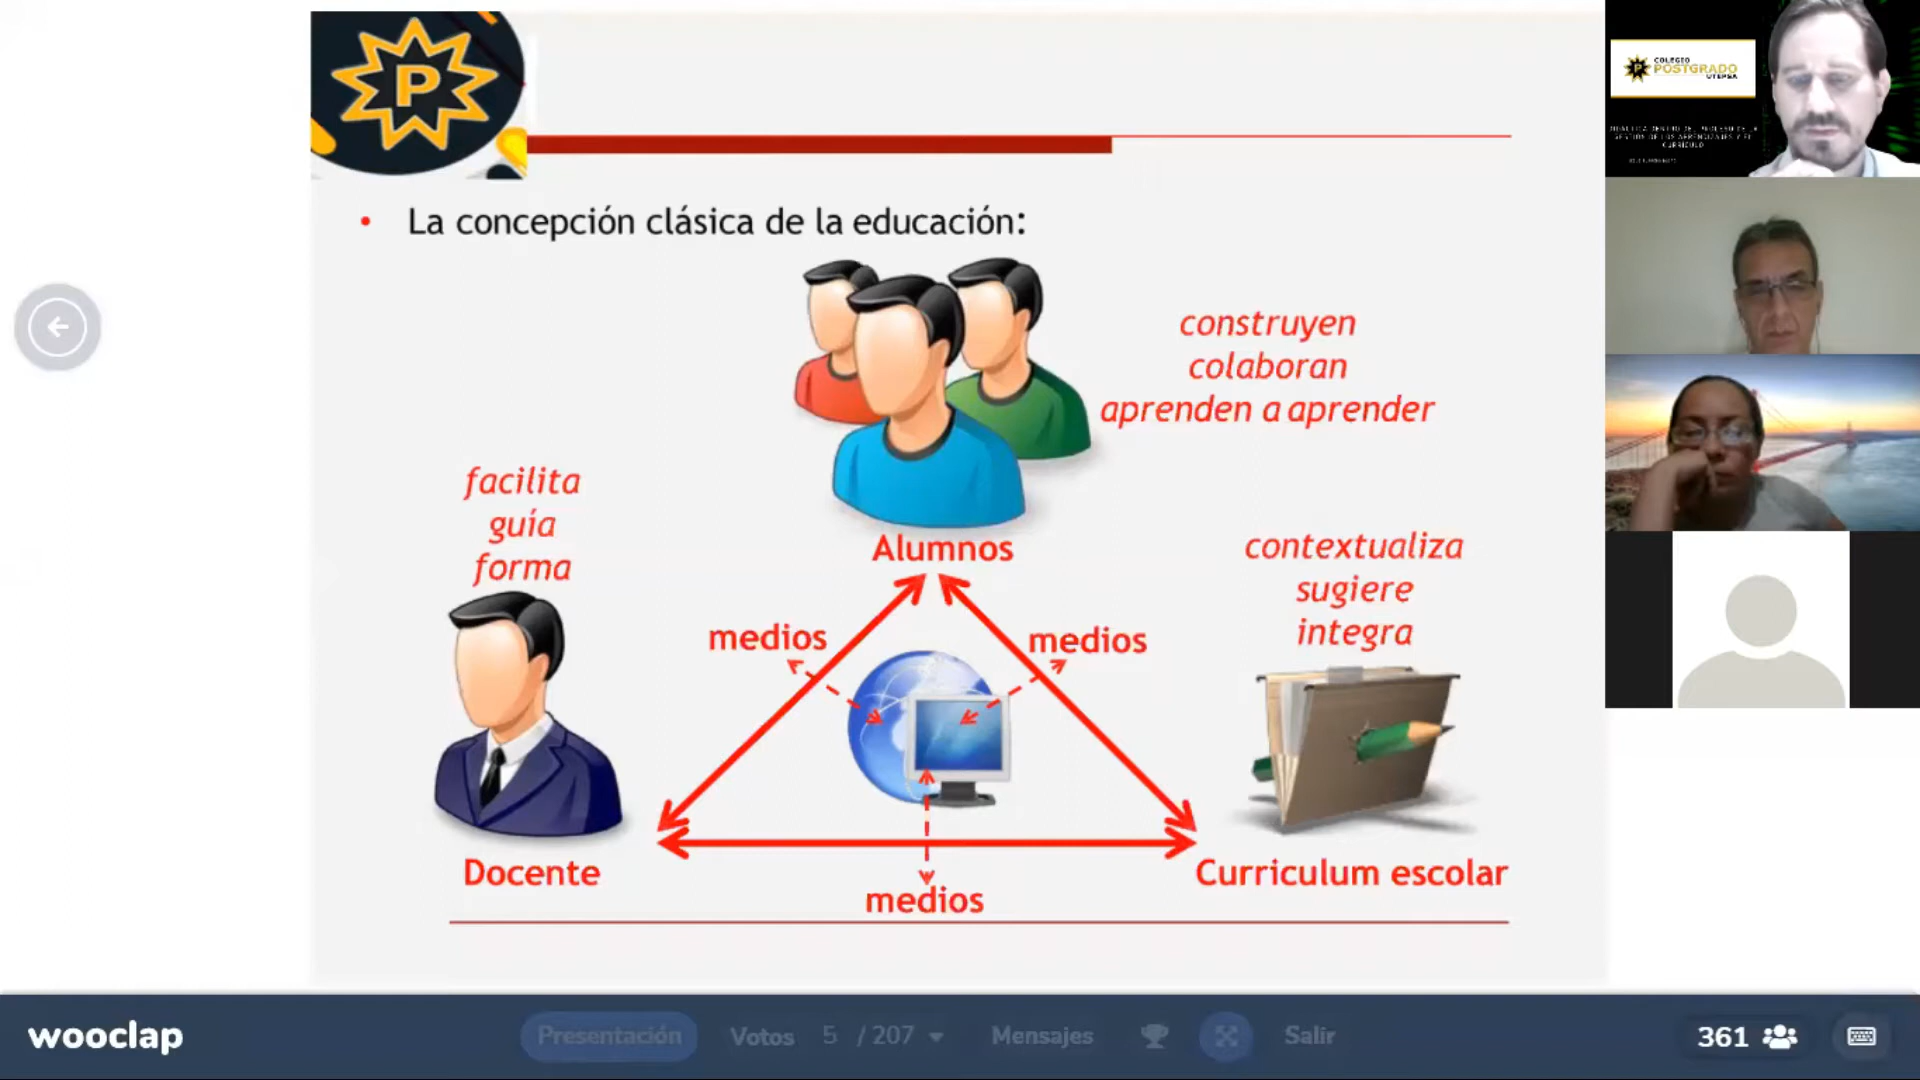 P
La concepción clásica de la educación:
construyen
colaboran
aprenden a aprender
facilita
guía
forma
Alumnos
contextualiza
sugiere
integra
medios
medios
Docente
Curriculum escolar
medios
COLEGIO
POSTGRADO
UTEPSA
wooclap
Presentación
Votos 5 / 207
Mensajes
Salir
361